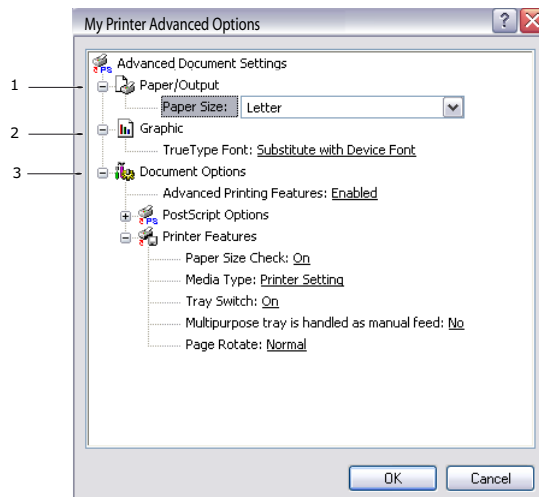 My Printer Advanced Options
Advanced Document Settings
1
Paper/Output
Paper Size: Letter
2
Graphic
TrueType Font: Substitute with Device Font
3
Document Options
Advanced Printing Features: Enabled
PostScript Options
Printer Features
Paper Size Check: On
Media Type: Printer Setting
Tray Switch: On
Multipurpose tray is handled as manual feed: No
Page Rotate: Normal
OK Cancel